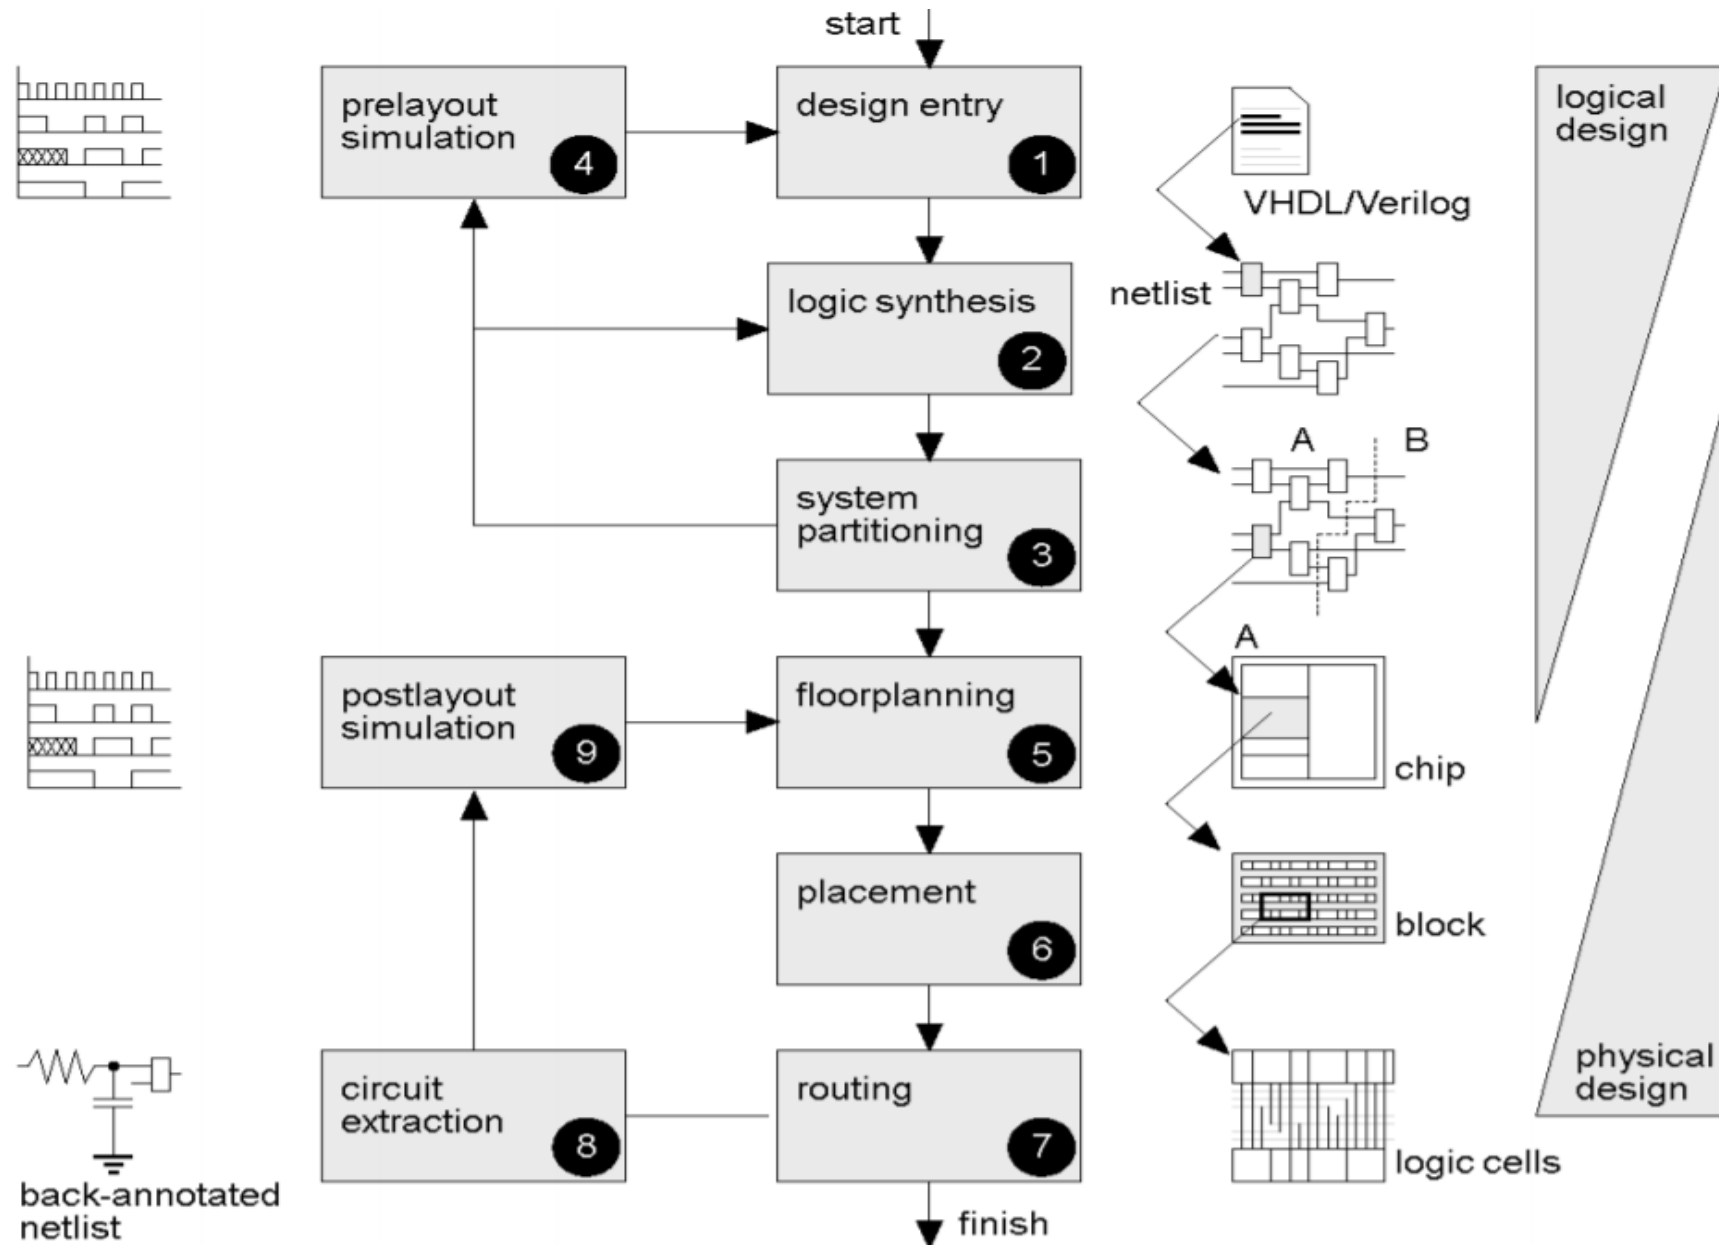 start
prelayout
simulation
4
design entry
1
VHDL/Verilog
logical
design
logic synthesis
2
netlist
system
partitioning
3
A
B
postlayout
simulation
9
floorplanning
5
A
chip
placement
6
block
circuit
extraction
8
routing
7
logic cells
physical
design
back-annotated
netlist
finish